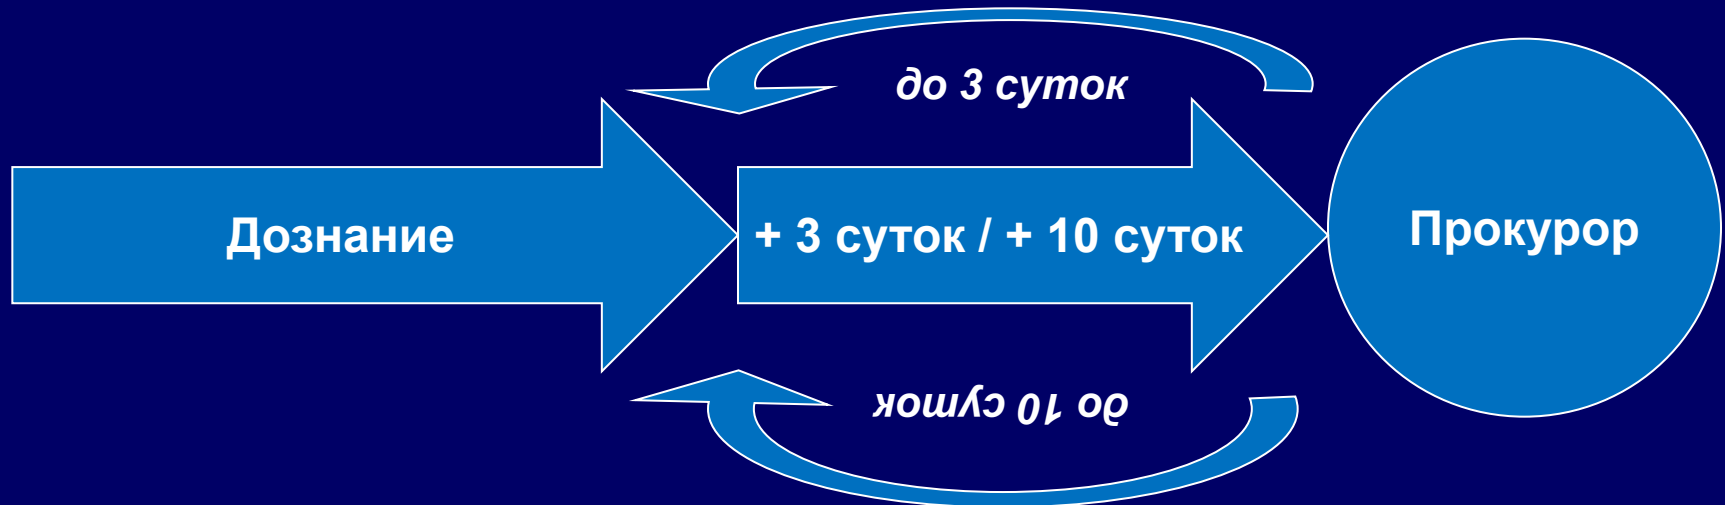 до 3 суток
Дознание
+ 3 суток / + 10 суток
Прокурор
до 10 суток